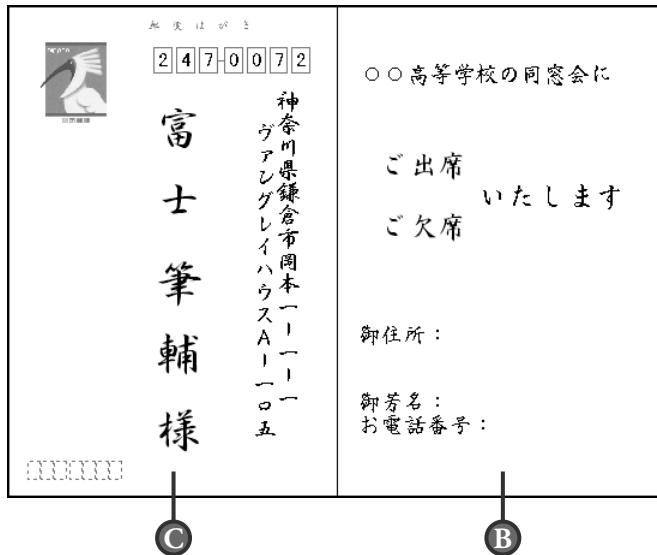 郵便はがき
247-0072
神奈川県鎌倉市岡本一ー一ー一
ヴァングレイハウスAー一〇五
富士筆輔様
○○高等学校の同窓会に
ご出席
いたします
ご欠席
御住所：
御芳名：
お電話番号：
C
B